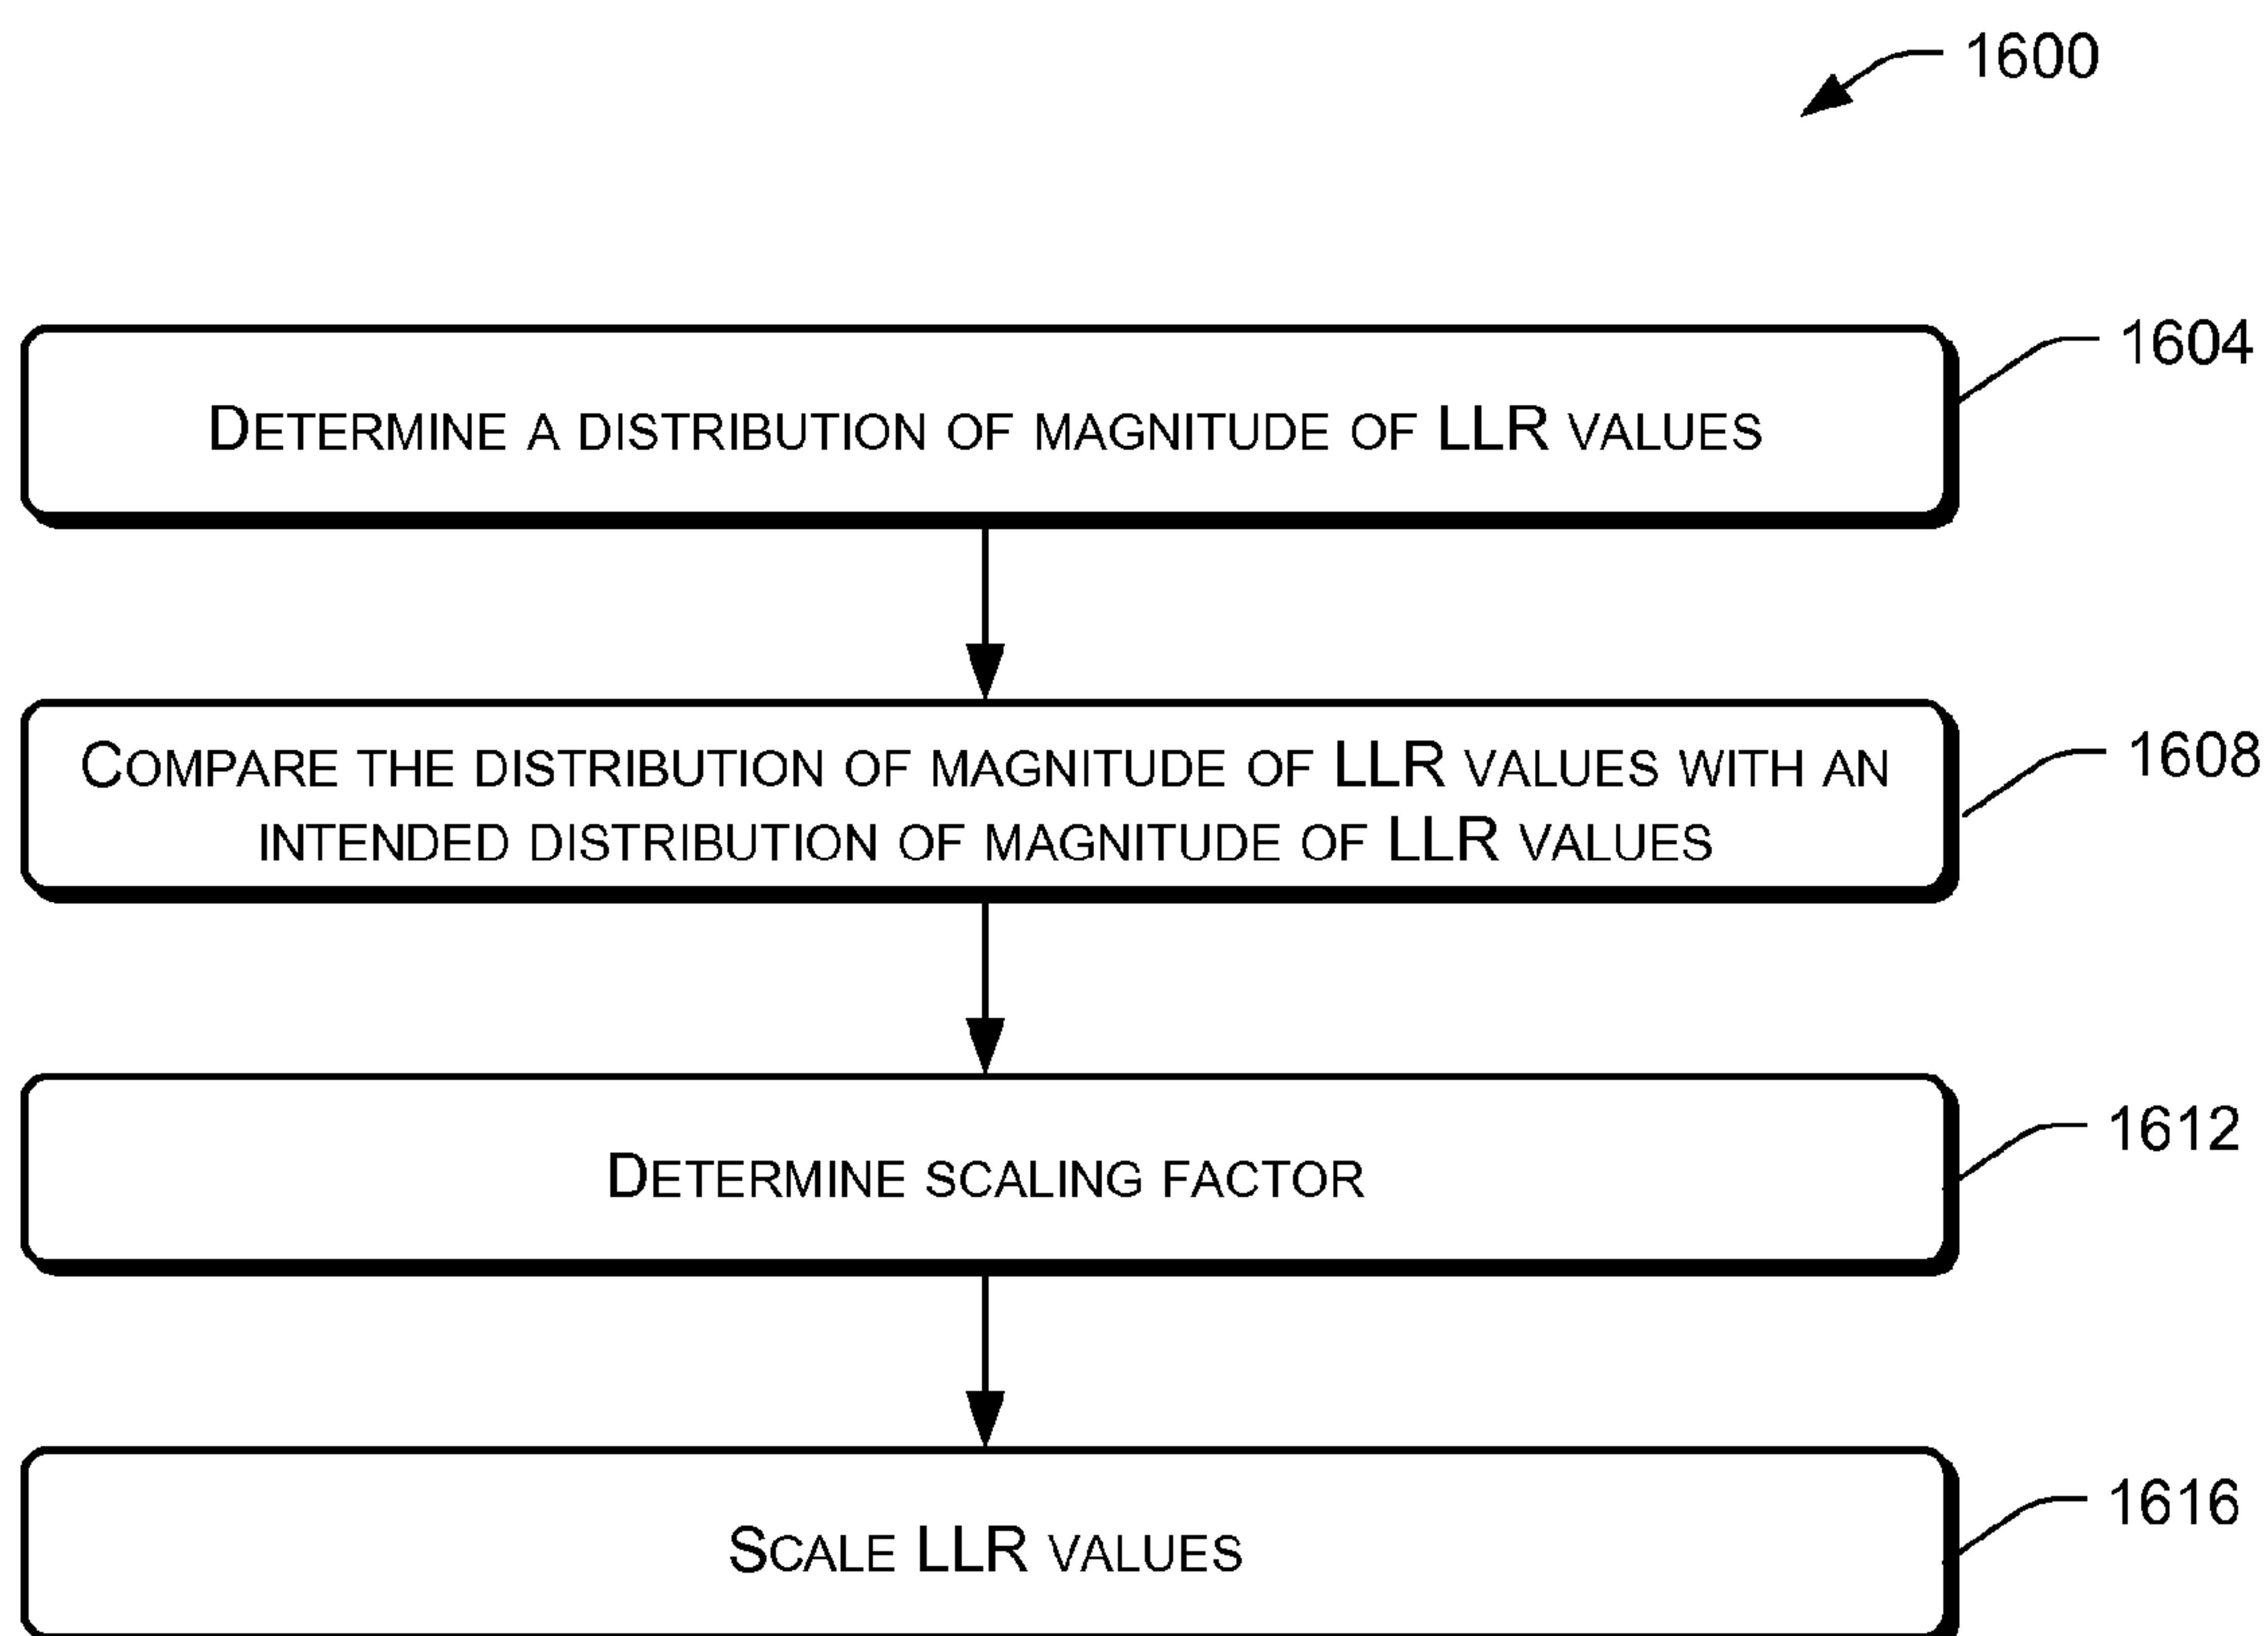 1600
1604
Determine a distribution of magnitude of LLR values
1608
Compare the distribution of magnitude of LLR values with an
intended distribution of magnitude of LLR values
1612
Determine scaling factor
1616
Scale LLR values